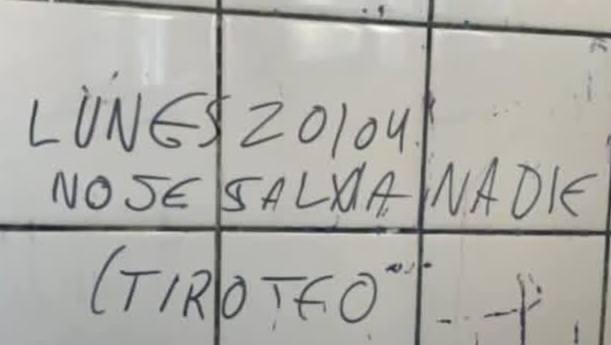 LUNES 20/04
NO SE SALVA NADIE
(TIROTEO